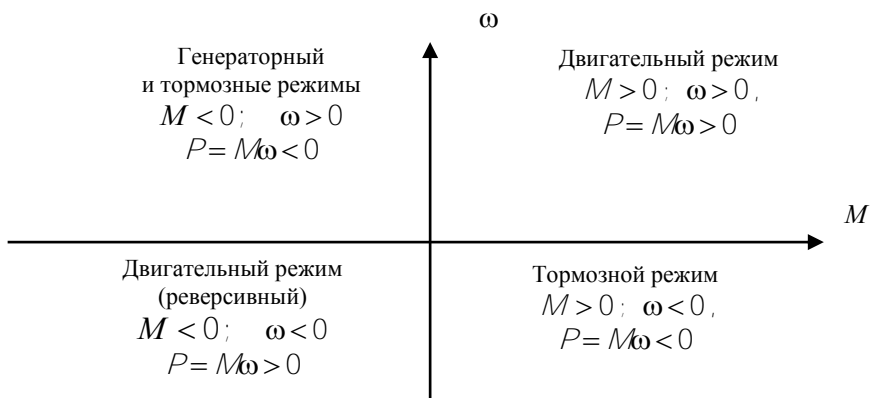 ω
Генераторный
и тормозные режимы
M < 0; ω > 0
P = Mω < 0
Двигательный режим
M > 0; ω > 0,
P = Mω > 0
M
Двигательный режим
(реверсивный)
M < 0; ω < 0
P = Mω > 0
Тормозной режим
M > 0; ω < 0,
P = Mω < 0